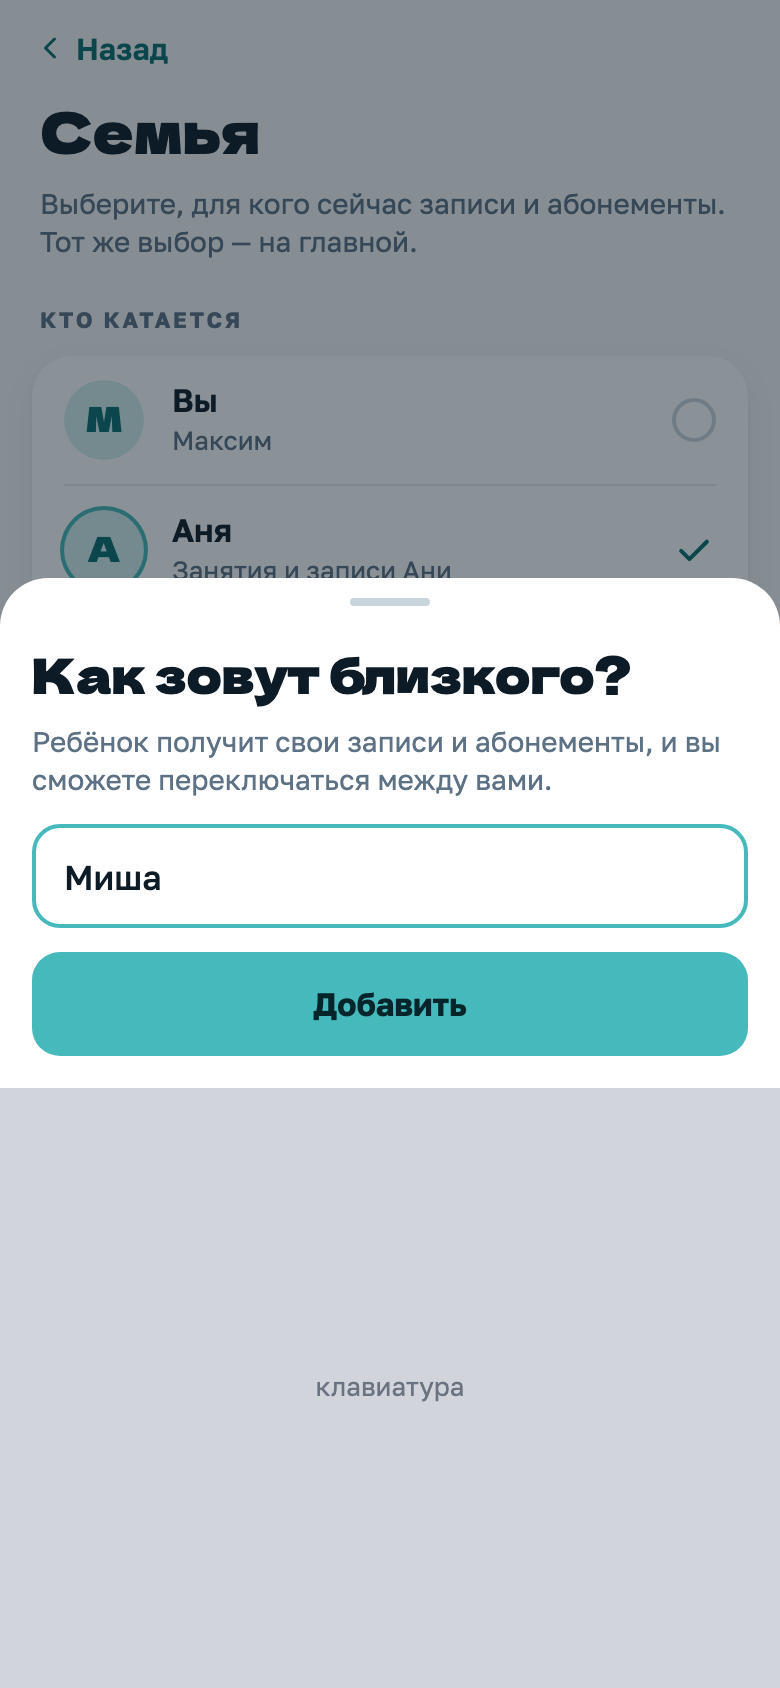 Назад
Семья
Выберите, для кого сейчас записи и абонементы.
Тот же выбор — на главной.
КТО КАТАЕТСЯ
М
Вы
Максим
А
Аня
Занятия и записи Ани
Как зовут близкого?
Ребёнок получит свои записи и абонементы, и вы
сможете переключаться между вами.
Миша
Добавить
клавиатура